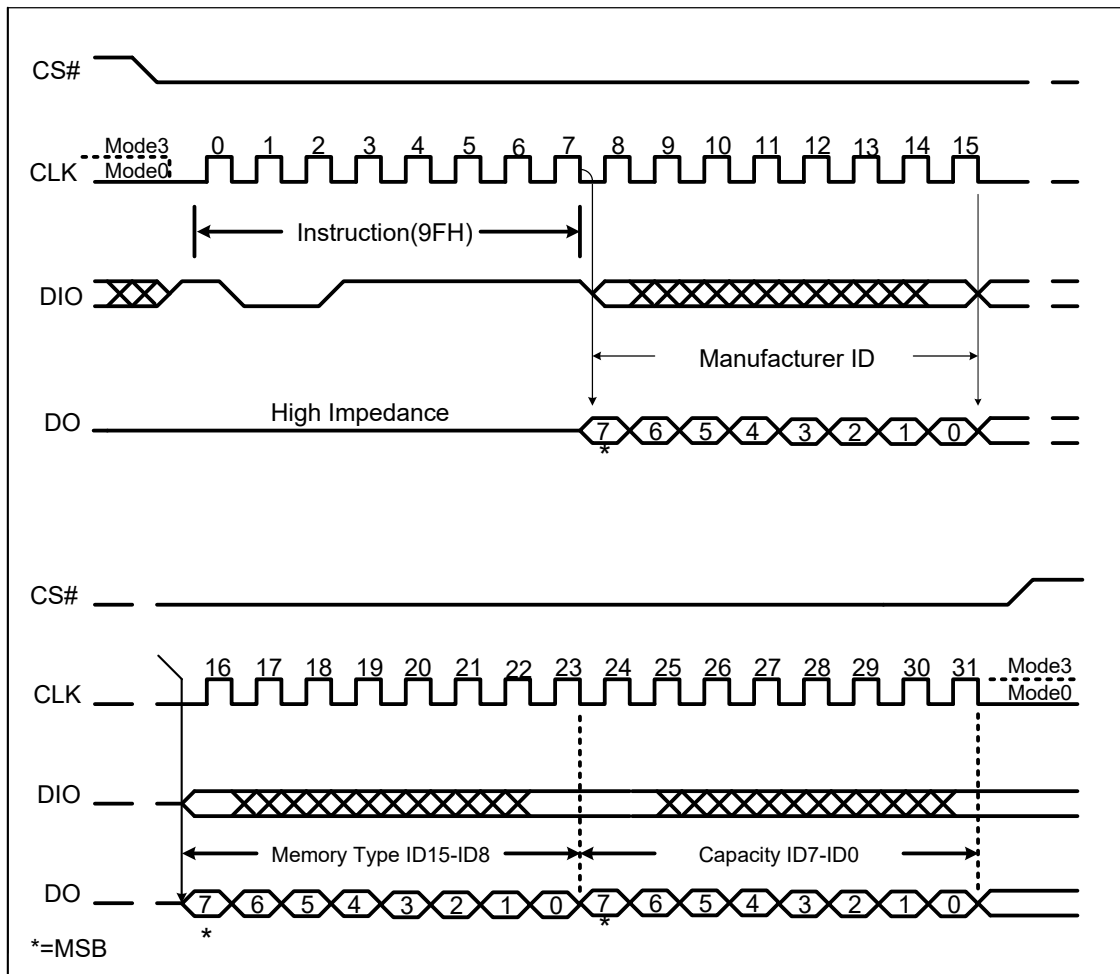 CS#
Mode3
0 1 2 3 4 5 6 7 8 9 10 11 12 13 14 15
CLK
Mode0
Instruction(9FH)
DIO
Manufacturer ID
High Impedance
DO
7 6 5 4 3 2 1 0
*
CS#
16 17 18 19 20 21 22 23 24 25 26 27 28 29 30 31
Mode3
CLK
Mode0
DIO
Memory Type ID15-ID8
Capacity ID7-ID0
DO
7 6 5 4 3 2 1 0 7 6 5 4 3 2 1 0
* *
*=MSB